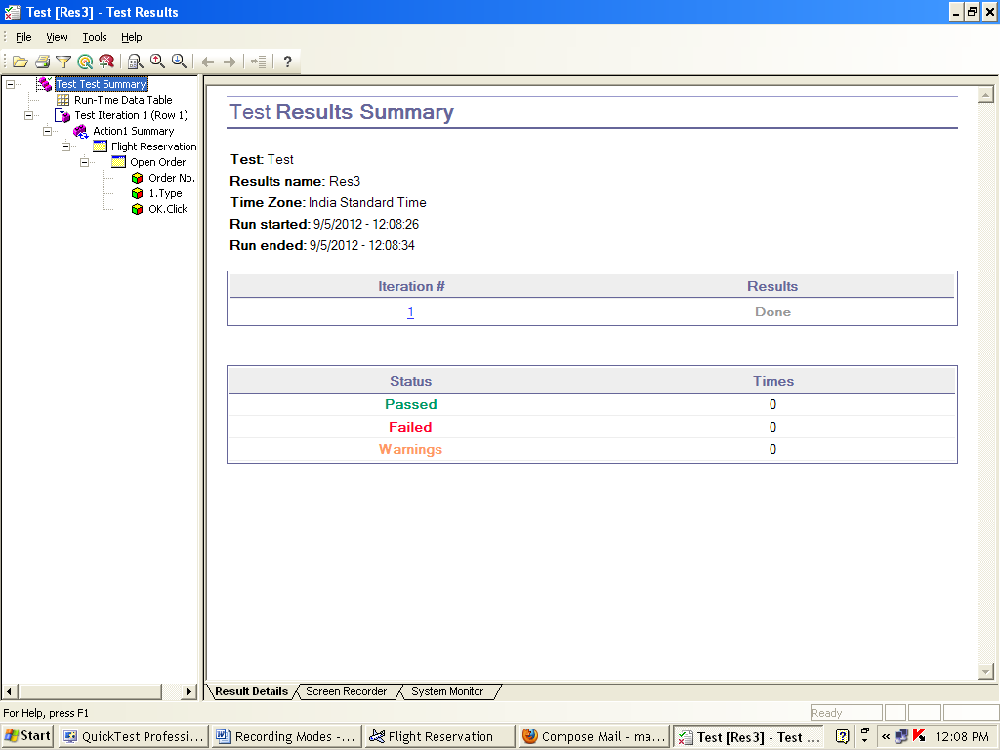 Test [Res3] - Test Results
File View Tools Help
?
Test Test Summary
Run-Time Data Table
Test Iteration 1 (Row 1)
Action1 Summary
Flight Reservation
Open Order
Order No.
1.Type
OK.Click
Test Results Summary
Test: Test
Results name: Res3
Time Zone: India Standard Time
Run started: 9/5/2012 - 12:08:26
Run ended: 9/5/2012 - 12:08:34
Iteration # Results
1 Done
Status Times
Passed 0
Failed 0
Warnings 0
Result Details Screen Recorder System Monitor
For Help, press F1 Ready
Start QuickTest Professi... Recording Modes - ... Flight Reservation Compose Mail - ma... Test [Res3] - Test ... ? « 12:08 PM